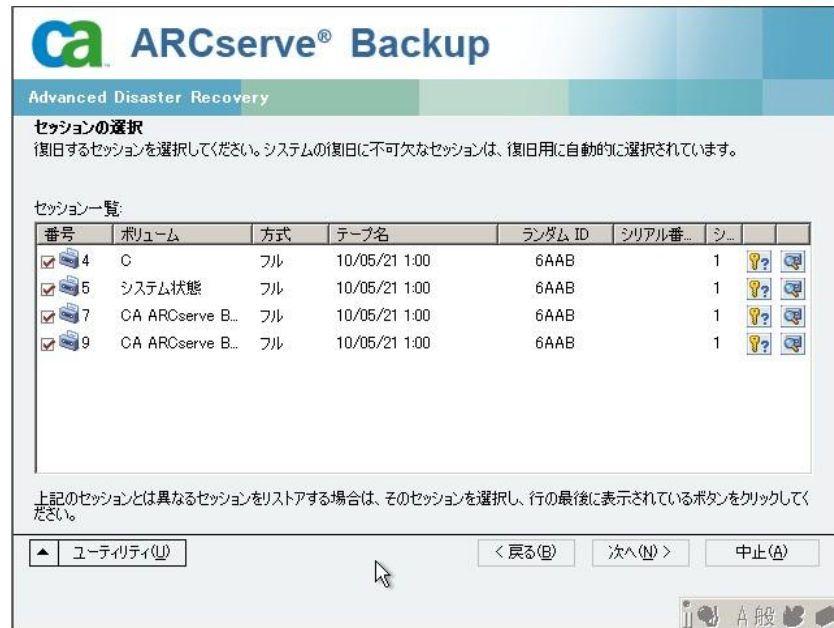 ca ARCserve® Backup
Advanced Disaster Recovery
セッションの選択
復旧するセッションを選択してください。システムの復旧に不可欠なセッションは、復旧用に自動的に選択されています。
セッション一覧:
番号 ボリューム 方式 テープ名 ランダム ID シリアル番... シ...
4 C フル 10/05/21 1:00 6AAB 1
5 システム状態 フル 10/05/21 1:00 6AAB 1
7 CA ARCserve B... フル 10/05/21 1:00 6AAB 1
9 CA ARCserve B... フル 10/05/21 1:00 6AAB 1
上記のセッションとは異なるセッションをリストアする場合は、そのセッションを選択し、行の最後に表示されているボタンをクリックしてく
ださい。
▲ ユーティリティ(U) < 戻る(B) 次へ(N) > 中止(A)
A 般